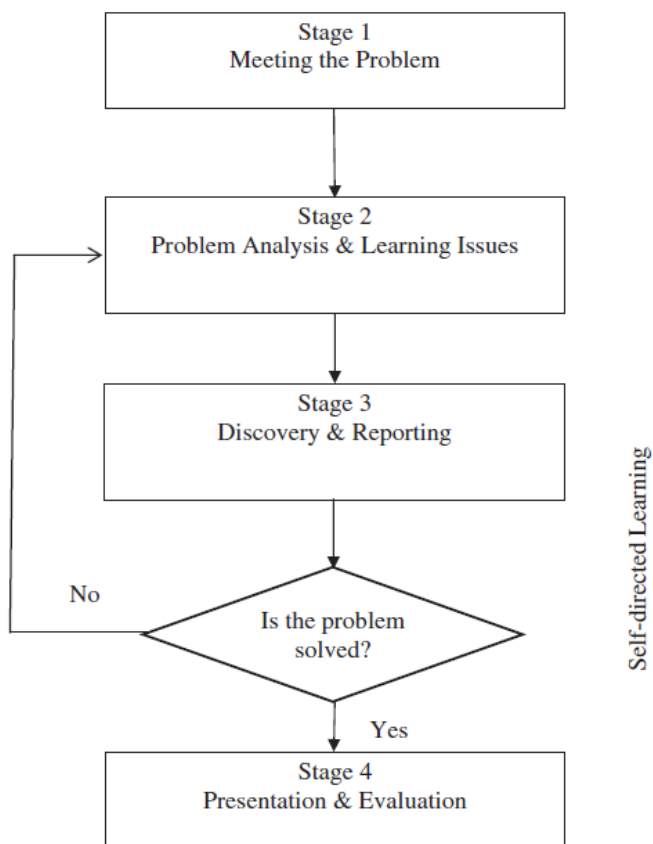 Stage 1
Meeting the Problem
Stage 2
Problem Analysis & Learning Issues
Stage 3
Discovery & Reporting
Self-directed Learning
No
Is the problem
solved?
Yes
Stage 4
Presentation & Evaluation